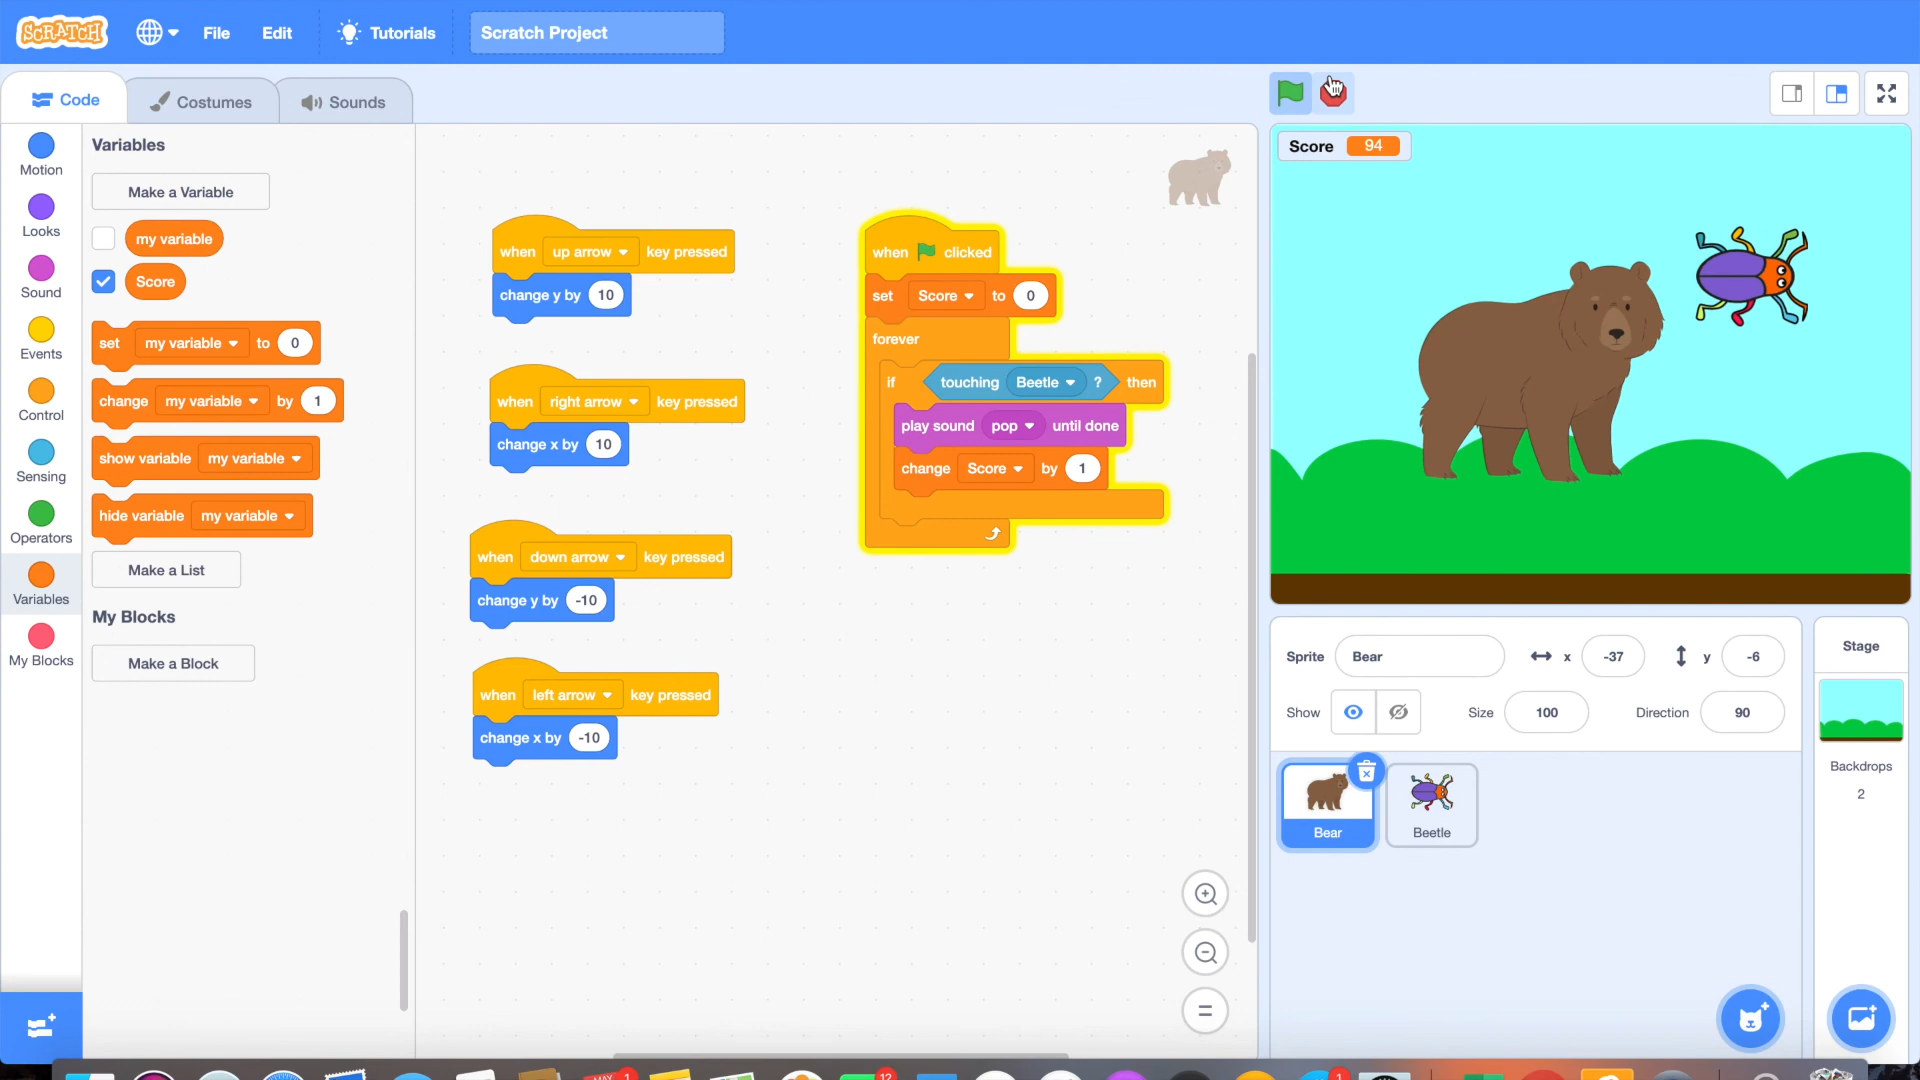 SCRATCH File Edit Tutorials Scratch Project
Code Costumes Sounds
Motion
Looks
Sound
Events
Control
Sensing
Operators
Variables
My Blocks
Variables
Make a Variable
my variable
Score
set my variable to 0
change my variable by 1
show variable my variable
hide variable my variable
Make a List
My Blocks
Make a Block
when up arrow key pressed
change y by 10
when right arrow key pressed
change x by 10
when down arrow key pressed
change y by -10
when left arrow key pressed
change x by -10
when clicked
set Score to 0
forever
if touching Beetle ? then
play sound pop until done
change Score by 1
Score 94
Sprite Bear x -37 y -6
Show Size 100 Direction 90
Bear
Beetle
Stage
Backdrops
2
MAY 1
12
1